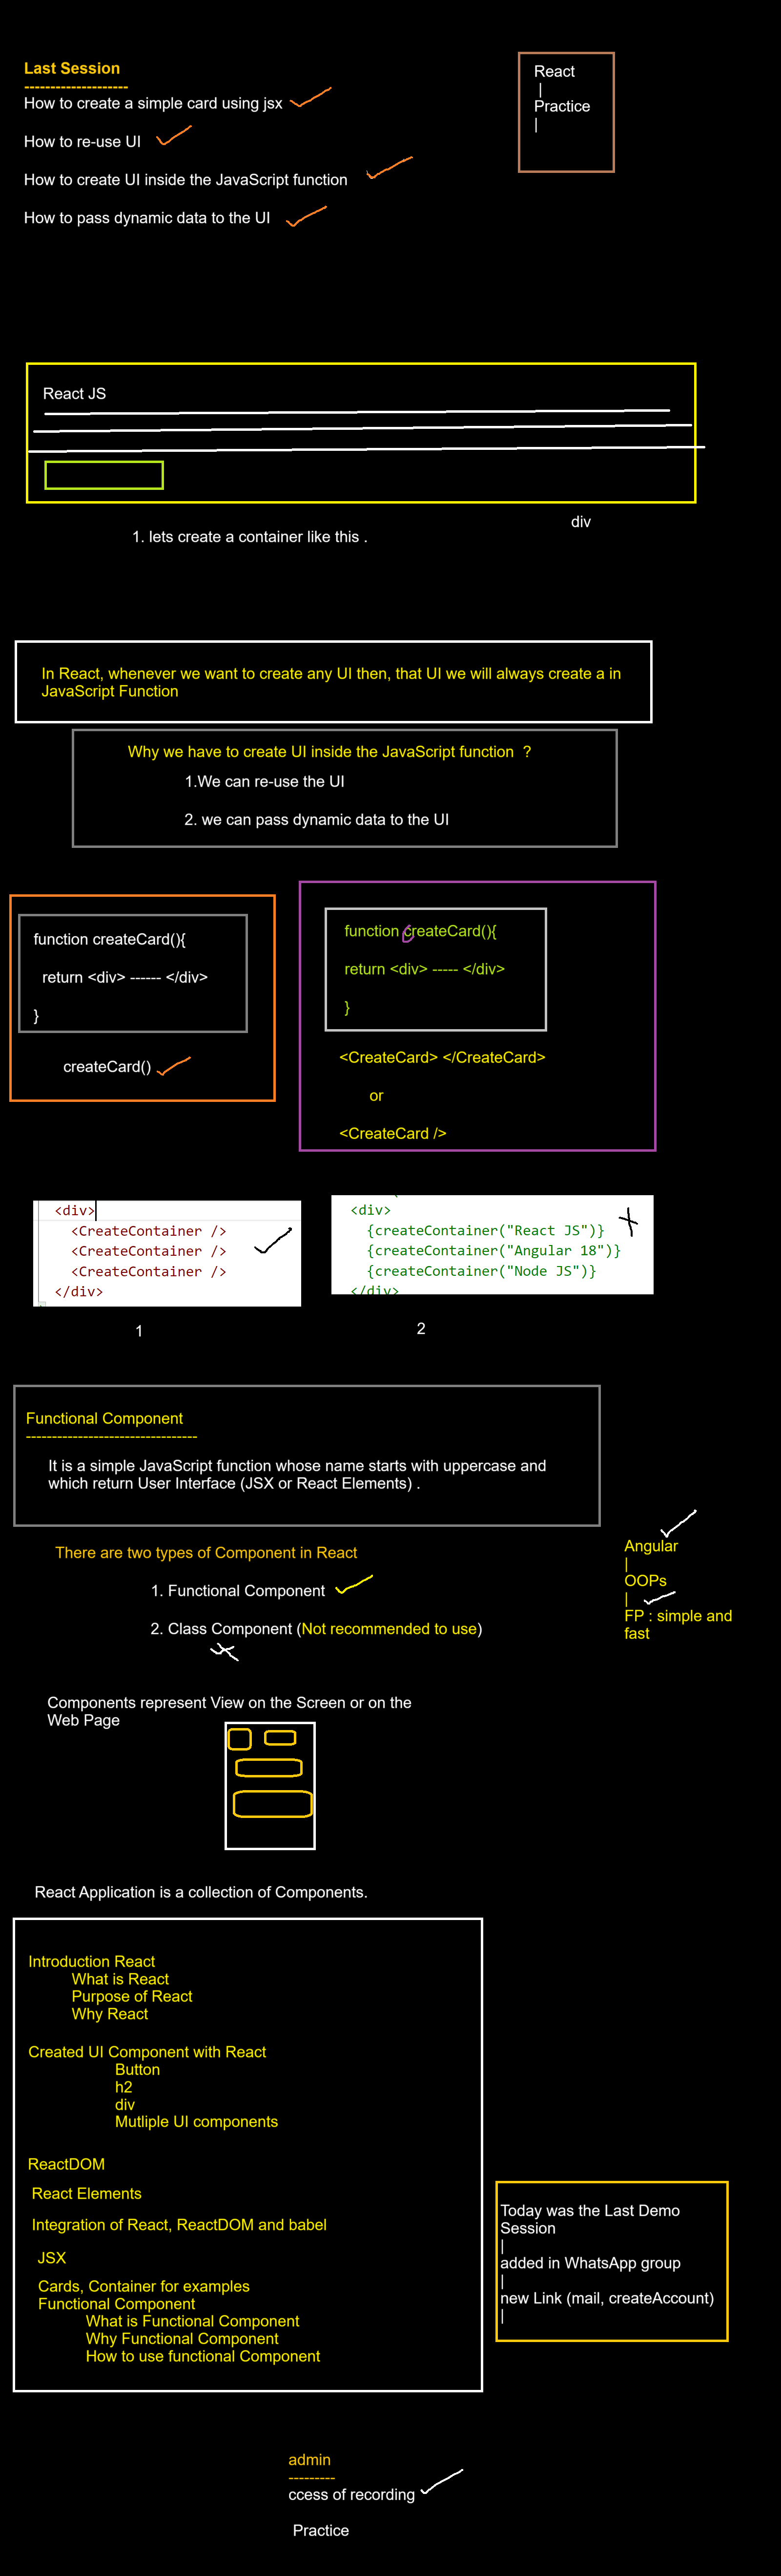 Last Session
--------------------
How to create a simple card using jsx
How to re-use UI
How to create UI inside the JavaScript function
How to pass dynamic data to the UI
React
|
Practice
|
React JS
div
1. lets create a container like this .
In React, whenever we want to create any UI then, that UI we will always create a in
JavaScript Function
Why we have to create UI inside the JavaScript function ?
1.We can re-use the UI
2. we can pass dynamic data to the UI
function createCard(){
return <div> ------ </div>
}
createCard()
function createCard(){
return <div> ----- </div>
}
<CreateCard> </CreateCard>
or
<CreateCard />
<div>
<CreateContainer />
<CreateContainer />
<CreateContainer />
</div>
1
<div>
{createContainer("React JS")}
{createContainer("Angular 18")}
{createContainer("Node JS")}
</div>
2
Functional Component
---------------------------------
It is a simple JavaScript function whose name starts with uppercase and
which return User Interface (JSX or React Elements) .
There are two types of Component in React
1. Functional Component
2. Class Component (Not recommended to use)
Angular
|
OOPs
|
FP : simple and
fast
Components represent View on the Screen or on the
Web Page
React Application is a collection of Components.
Introduction React
What is React
Purpose of React
Why React
Created UI Component with React
Button
h2
div
Mutliple UI components
ReactDOM
React Elements
Integration of React, ReactDOM and babel
JSX
Cards, Container for examples
Functional Component
What is Functional Component
Why Functional Component
How to use functional Component
Today was the Last Demo
Session
|
added in WhatsApp group
|
new Link (mail, createAccount)
|
admin
---------
ccess of recording
Practice